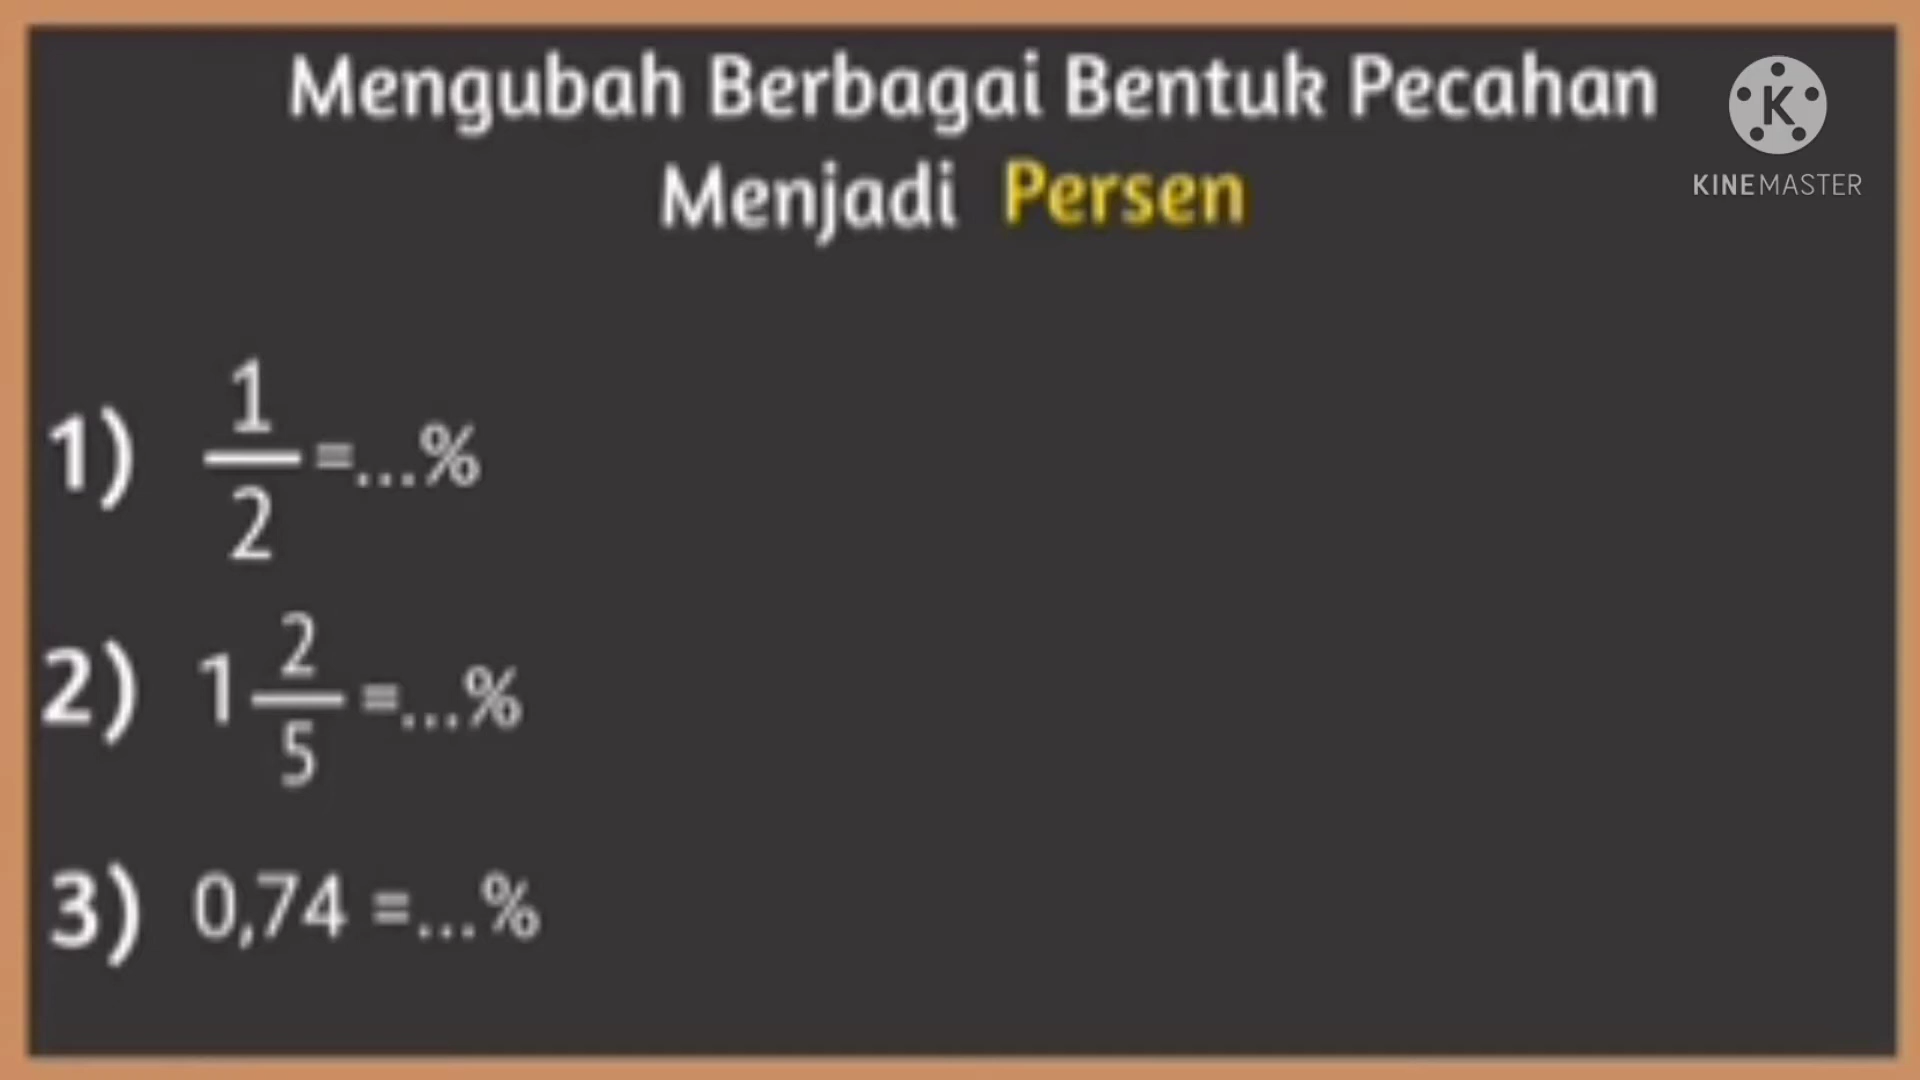 Mengubah Berbagai Bentuk Pecahan
Menjadi Persen
K
KINEMASTER
1) 1/2 =...%
2) 1 2/5 =...%
3) 0,74 =...%